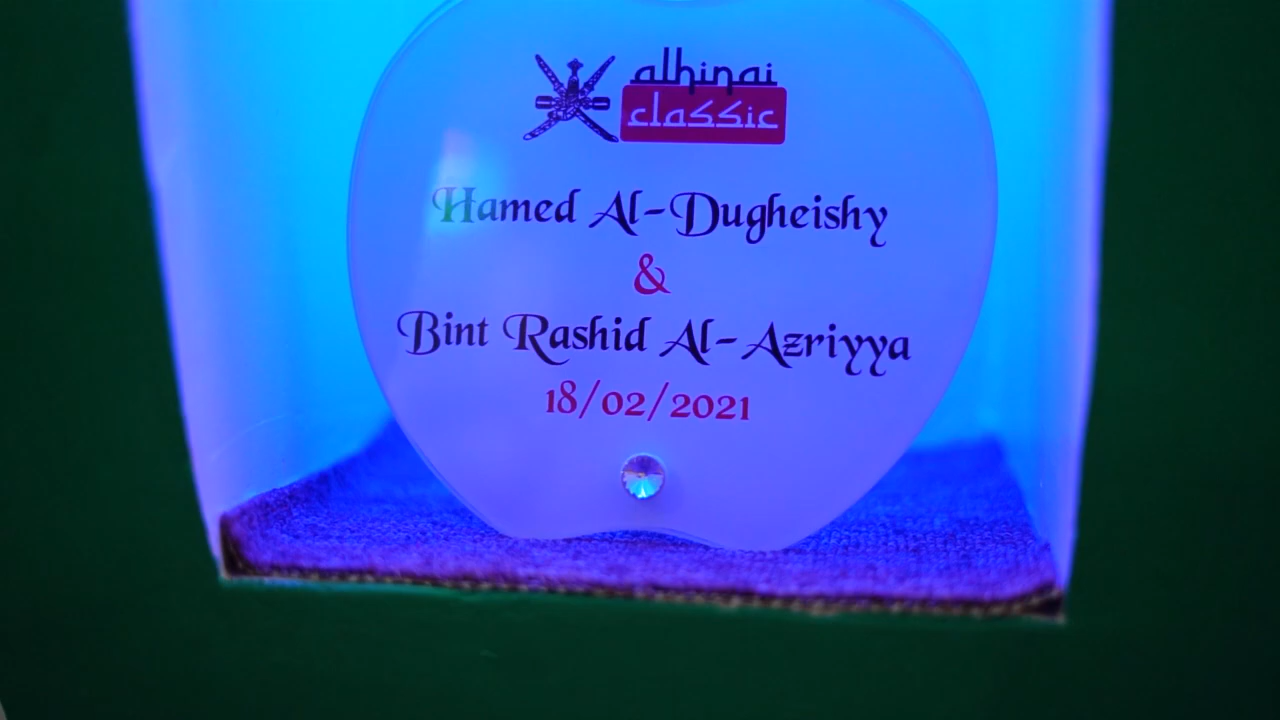 alhinai
classic
Hamed Al-Dugheishy
&
Bint Rashid Al-Azriyya
18/02/2021